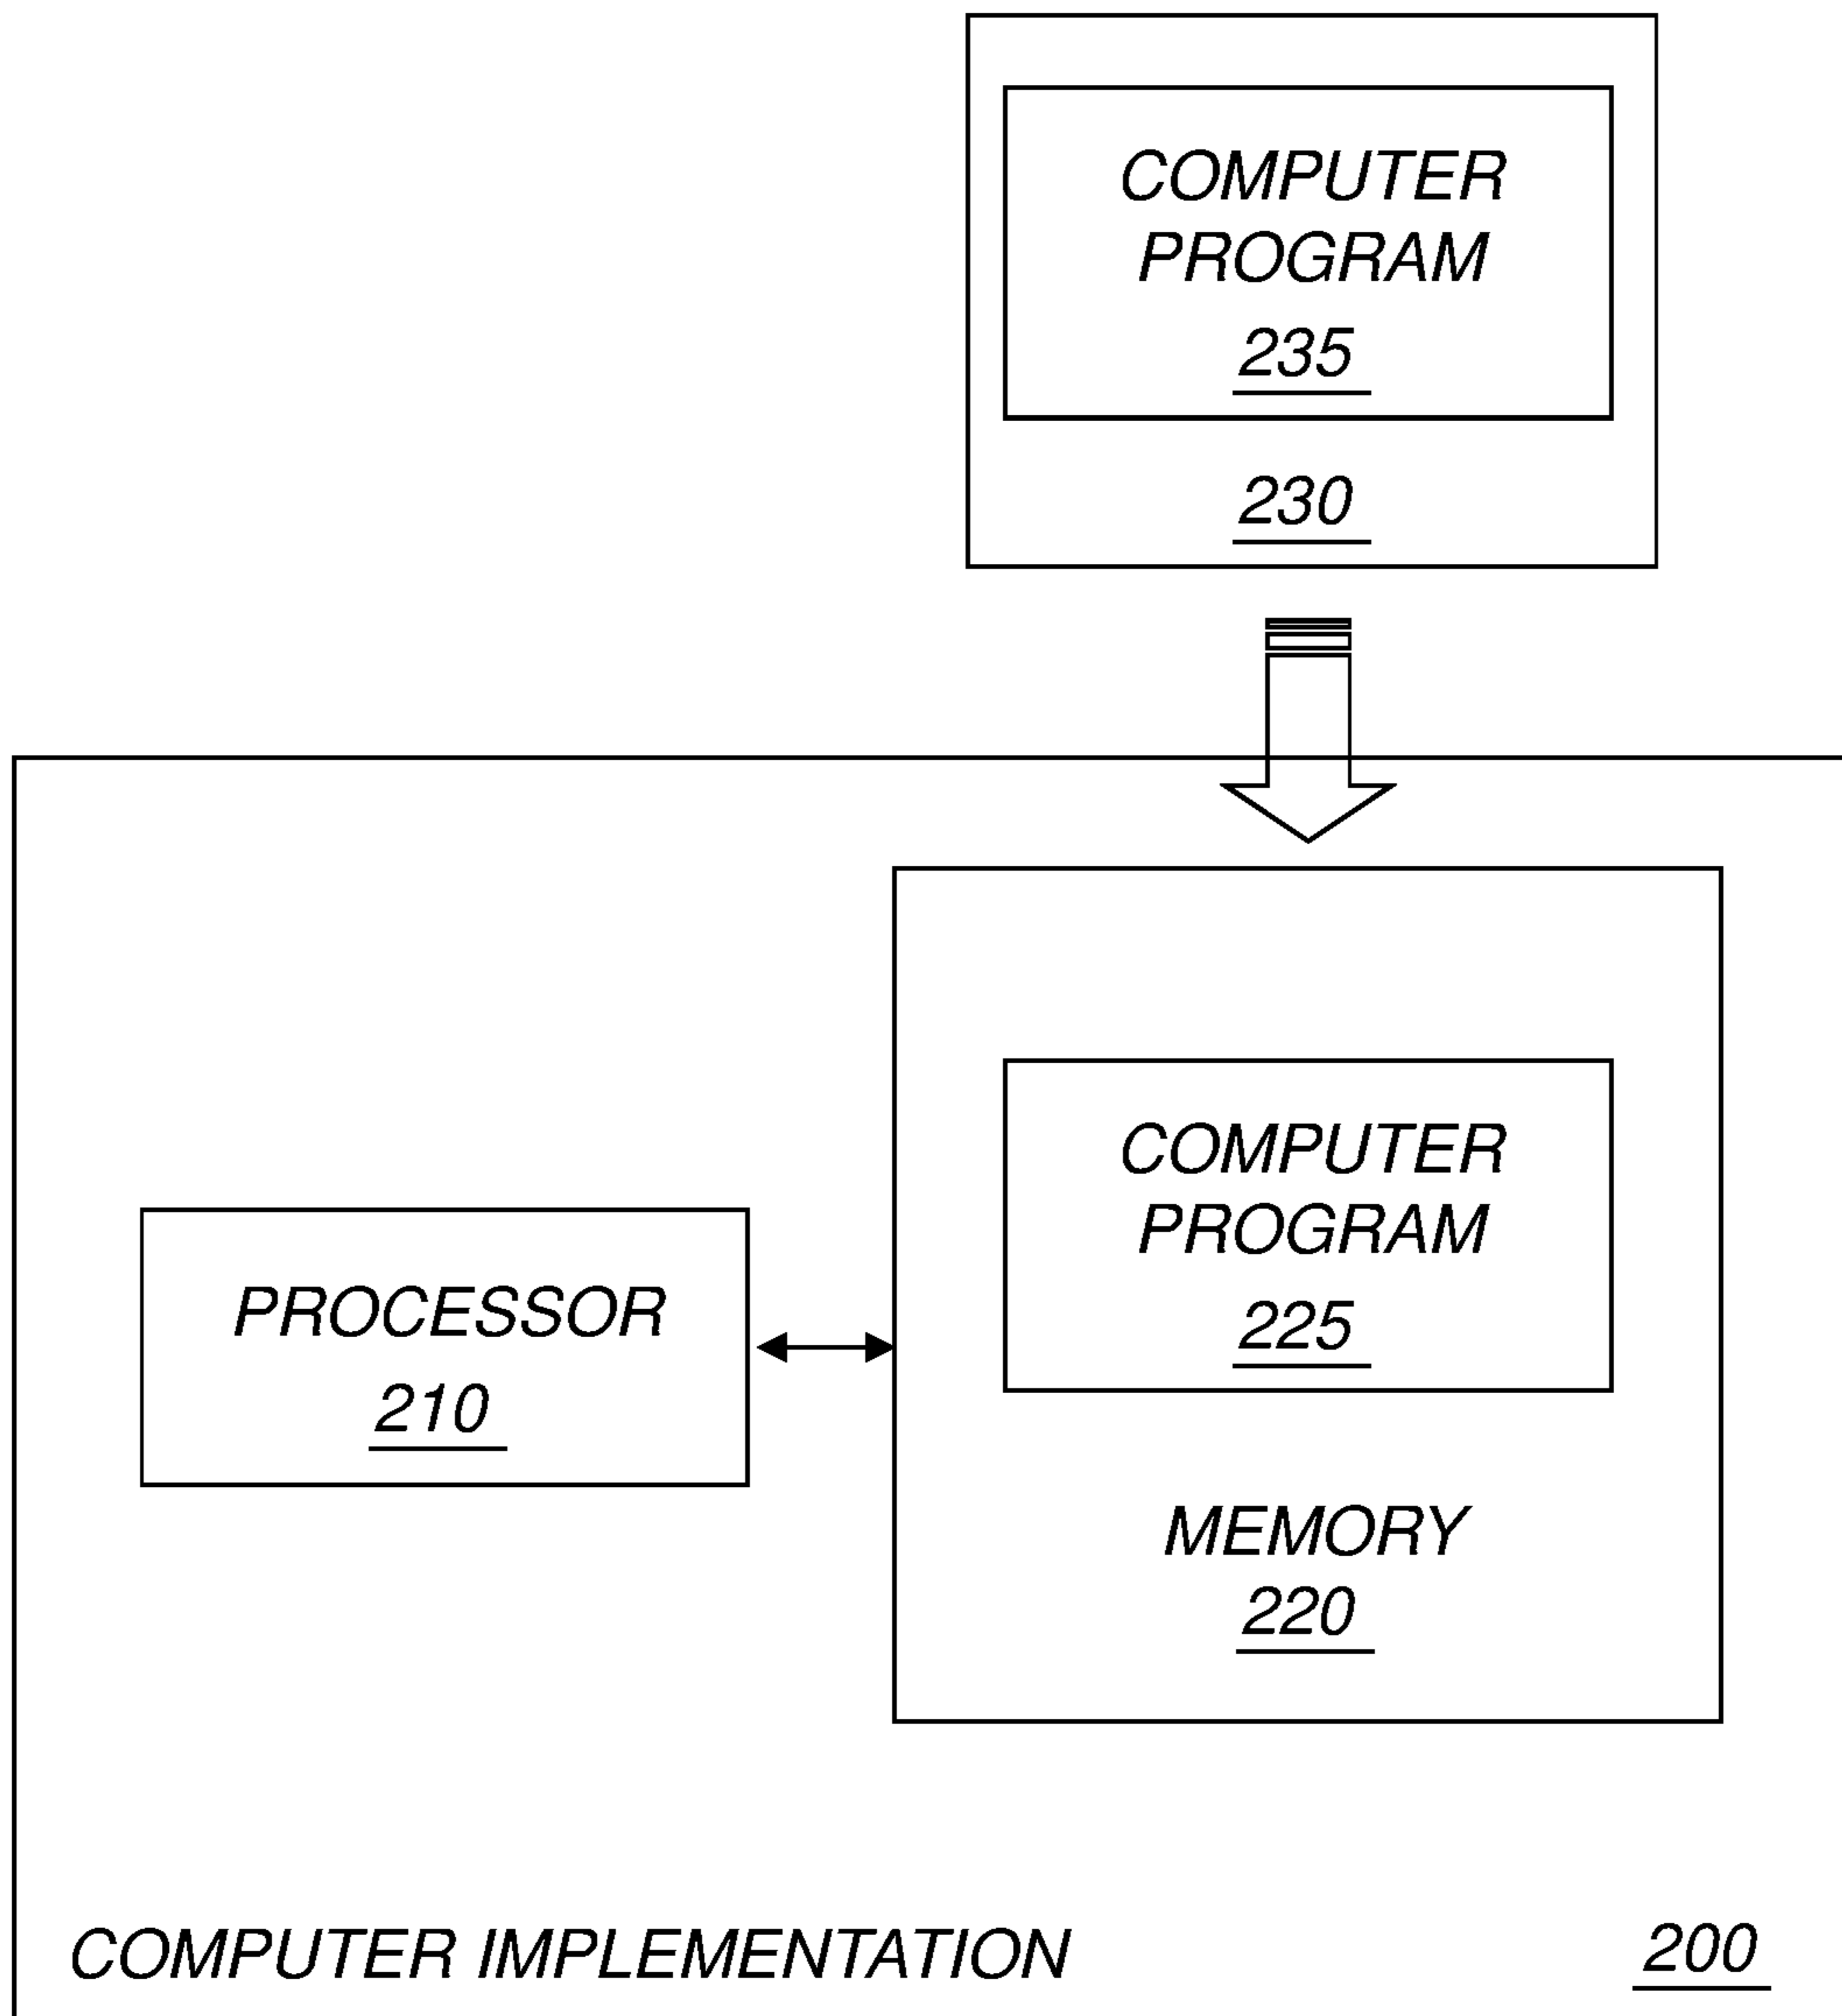 COMPUTER
PROGRAM
235
230
COMPUTER
PROGRAM
225
PROCESSOR
210
MEMORY
220
COMPUTER IMPLEMENTATION
200